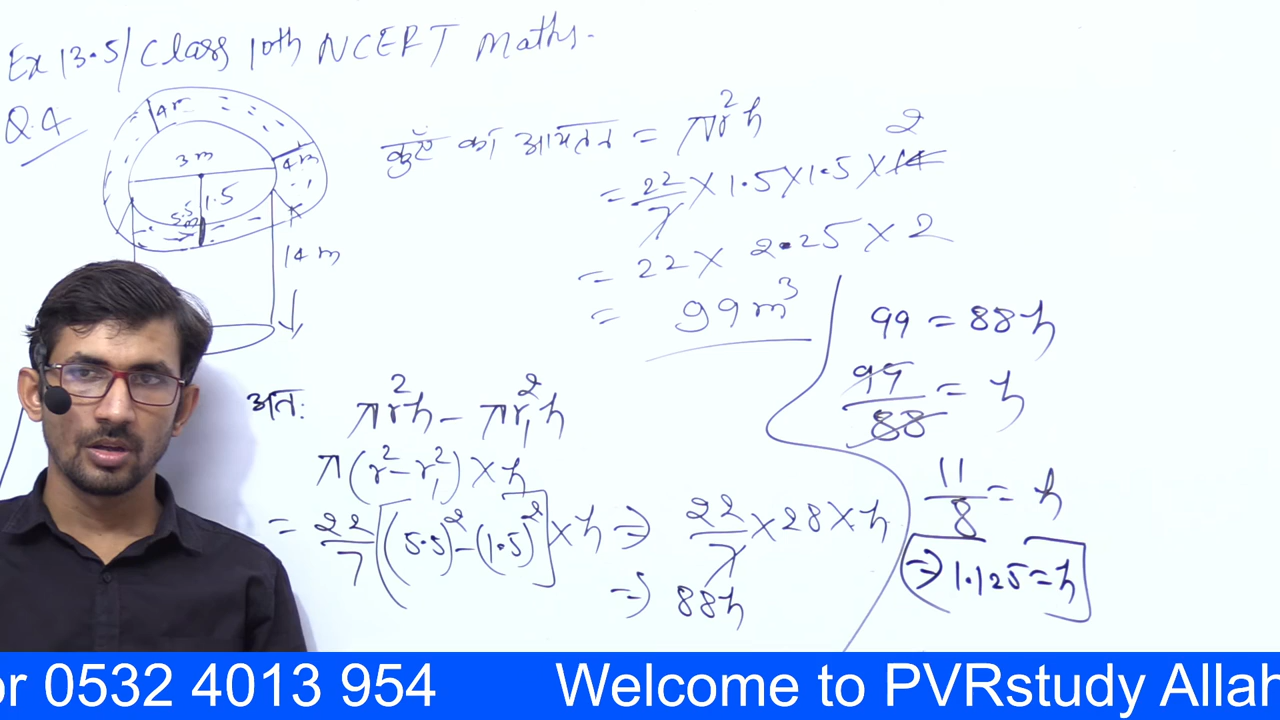 Ex 13.5/ Class 10th NCERT Maths.
Q.4
4m
3m
4m
1.5
5.5 m
14 m
कुएँ का आयतन = πr²h
= 22/7 × 1.5 × 1.5 × 14 2
= 22 × 2.25 × 2
= 99 m³
अतः πr²h - πr₁²h
π(r² - r₁²) × h
= 22/7 [(5.5)² - (1.5)²] × h ⇒ 22/7 × 28 × h
⇒ 88h
99 = 88h
99/88 = h
11/8 = h
⇒ 1.125 = h
or 0532 4013 954 Welcome to PVRstudy Allah